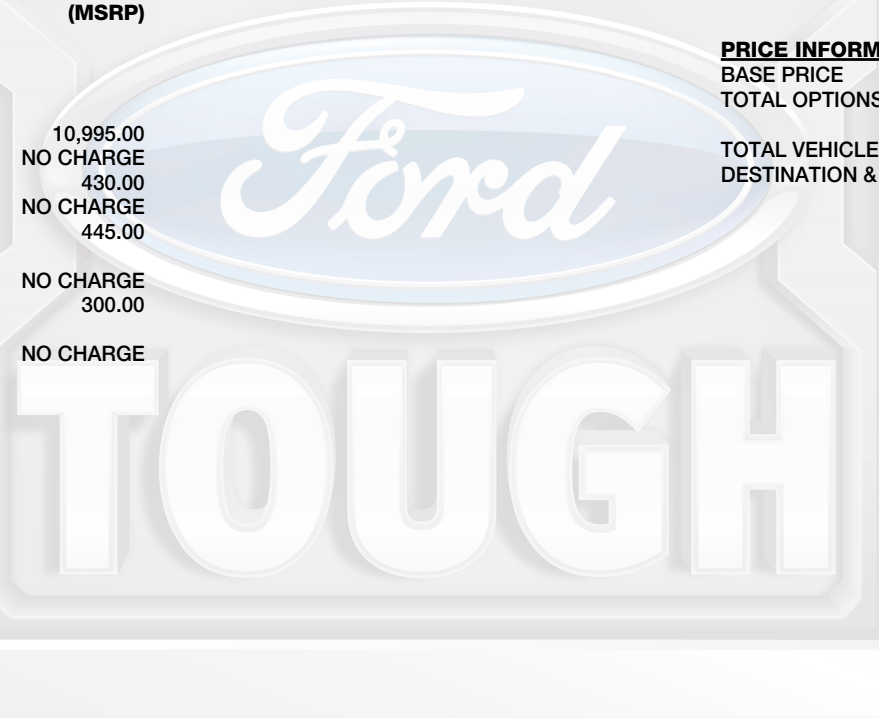 (MSRP)
10,995.00
NO CHARGE
430.00
NO CHARGE
445.00
NO CHARGE
300.00
NO CHARGE
PRICE INFORM
BASE PRICE
TOTAL OPTIONS
TOTAL VEHICLE
DESTINATION &
Ford
TOUGH